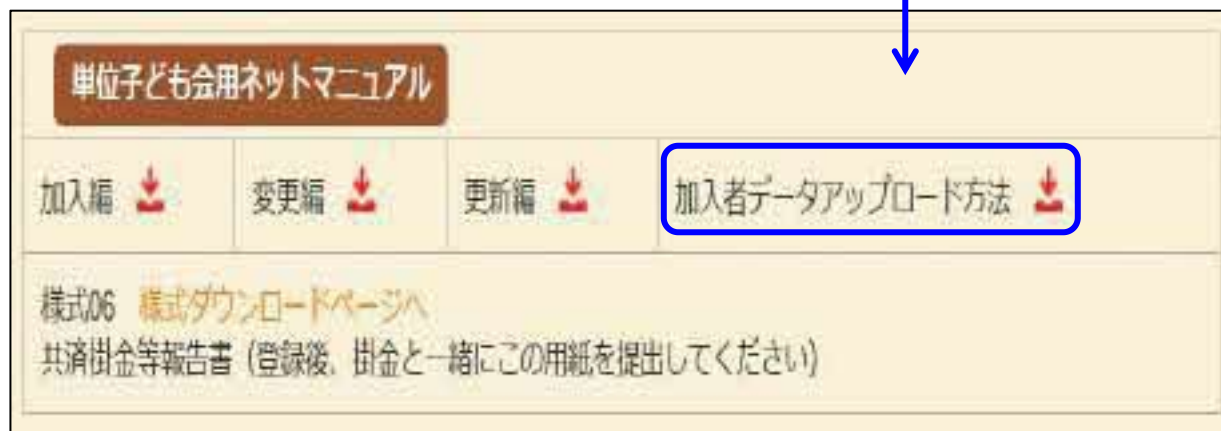 単位子ども会用ネットマニュアル
加入編 変更編 更新編 加入者データアップロード方法
様式06 様式ダウンロードページへ
共済掛金等報告書（登録後、掛金と一緒にこの用紙を提出してください）